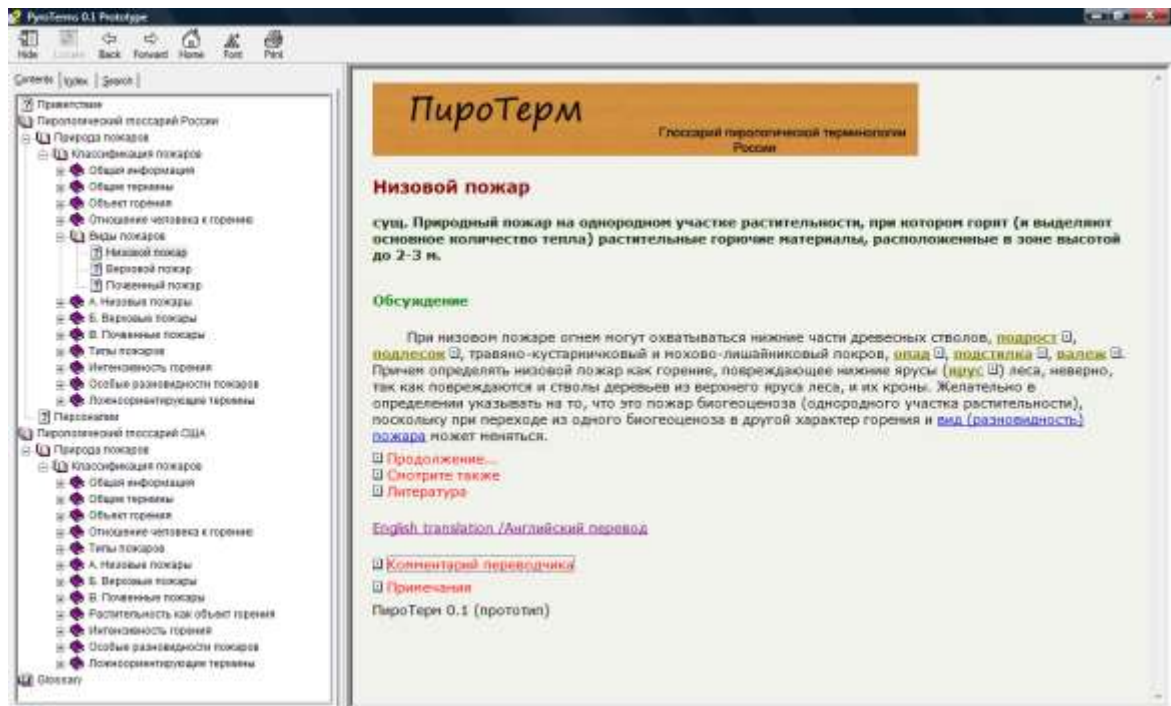 PyroTerms 0.1 Prototype
Hide Locate Back Forward Home Font Print
Contents Index Search
Приветствие
Пирологический глоссарий России
Природа пожаров
Классификация пожаров
Общая информация
Общие термины
Объект горения
Отношение человека к горению
Виды пожаров
Низовой пожар
Верховой пожар
Почвенный пожар
А. Низовые пожары
Б. Верховые пожары
В. Почвенные пожары
Типы пожаров
Интенсивность горения
Особые разновидности пожаров
Ложноориентирующие термины
Персоналии
Пирологический глоссарий США
Природа пожаров
Классификация пожаров
Общая информация
Общие термины
Объект горения
Отношение человека к горению
Типы пожаров
А. Низовые пожары
Б. Верховые пожары
В. Почвенные пожары
Растительность как объект горения
Интенсивность горения
Особые разновидности пожаров
Ложноориентирующие термины
Glossary
ПироТерм
Глоссарий пирологической терминологии
России
Низовой пожар
сущ. Природный пожар на однородном участке растительности, при котором горят (и выделяют
основное количество тепла) растительные горючие материалы, расположенные в зоне высотой
до 2-3 м.
Обсуждение
При низовом пожаре огнем могут охватываться нижние части древесных стволов, подрост,
подлесок, травяно-кустарничковый и мохово-лишайниковый покров, опад, подстилка, валеж.
Причем определять низовой пожар как горение, повреждающее нижние ярусы (ярус) леса, неверно,
так как повреждаются и стволы деревьев из верхнего яруса леса, и их кроны. Желательно в
определении указывать на то, что это пожар биогеоценоза (однородного участка растительности),
поскольку при переходе из одного биогеоценоза в другой характер горения и вид (разновидность)
пожара может меняться.
Продолжение...
Смотрите также
Литература
English translation /Английский перевод
Комментарий переводчика
Примечания
ПироТерм 0.1 (прототип)